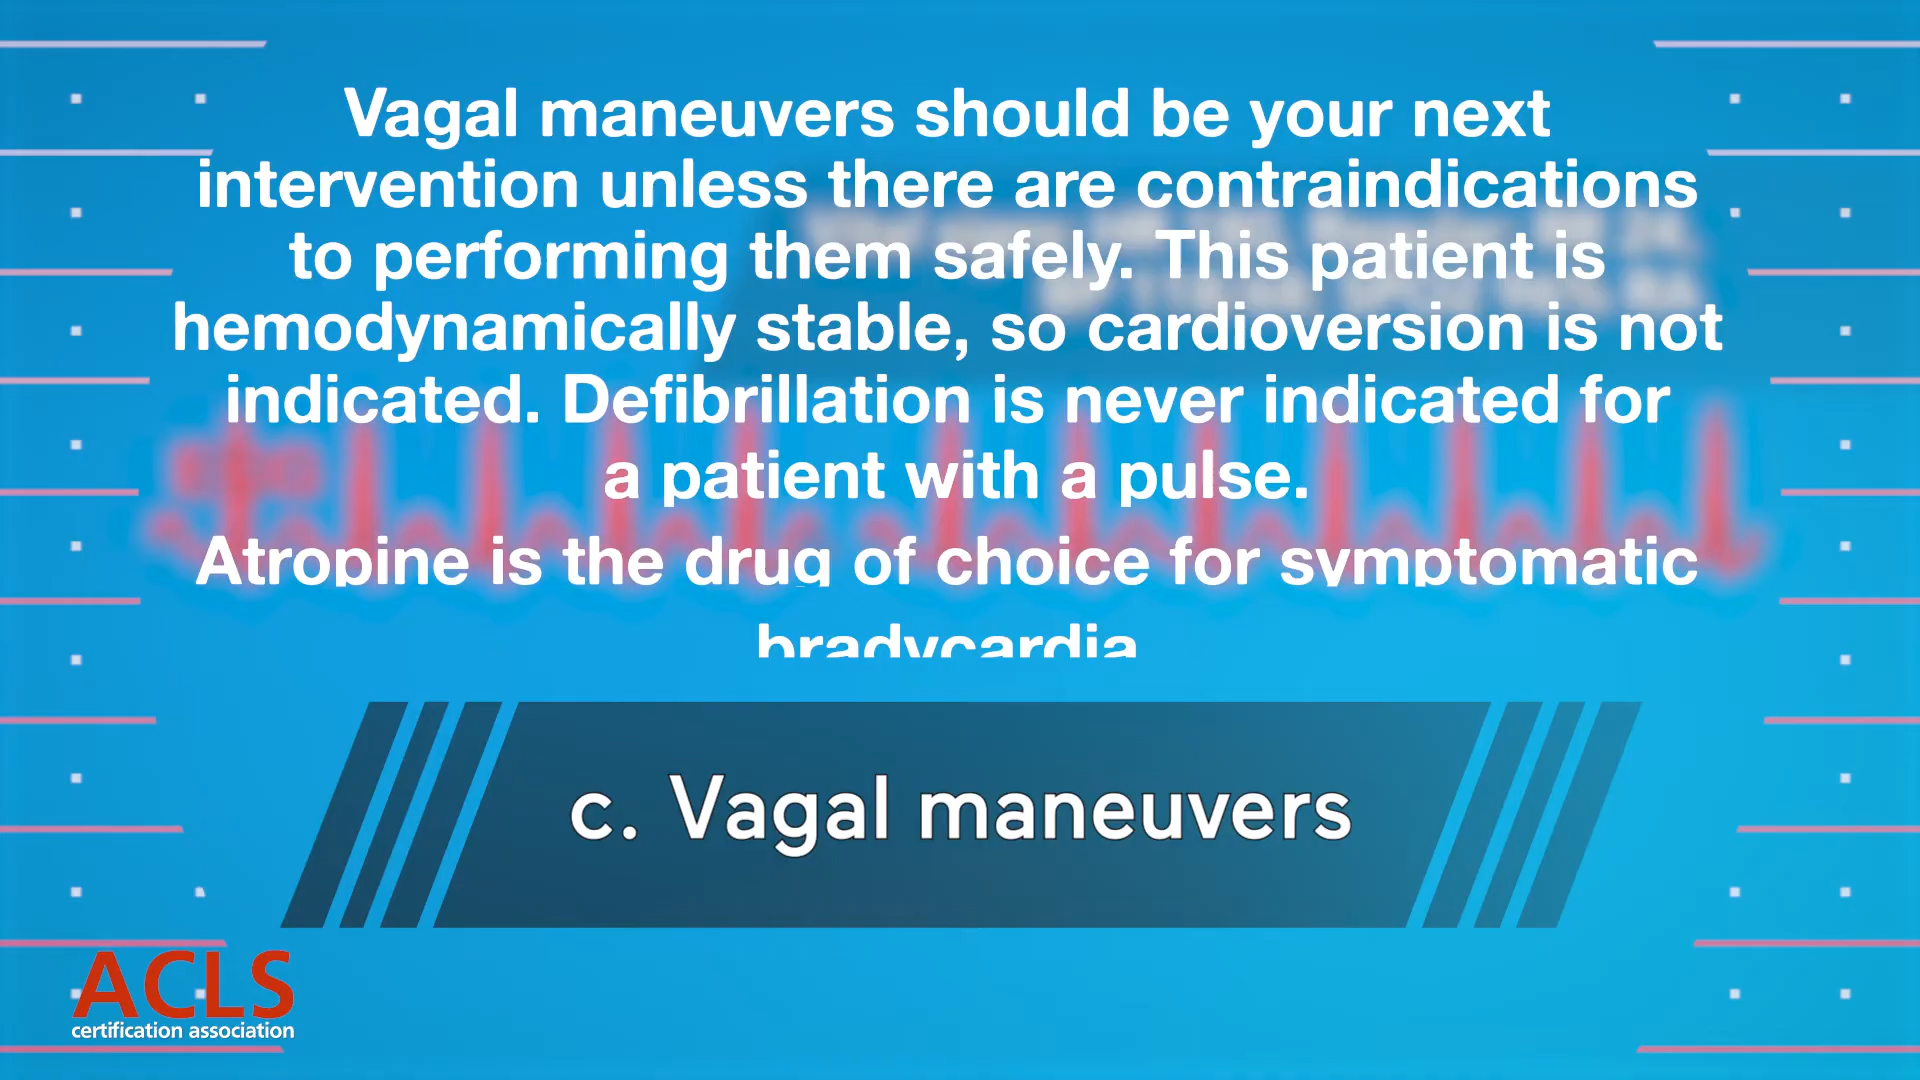 Vagal maneuvers should be your next
intervention unless there are contraindications
to performing them safely. This patient is
hemodynamically stable, so cardioversion is not
indicated. Defibrillation is never indicated for
a patient with a pulse.
Atropine is the drug of choice for symptomatic
bradycardia
c. Vagal maneuvers
ACLS
certification association